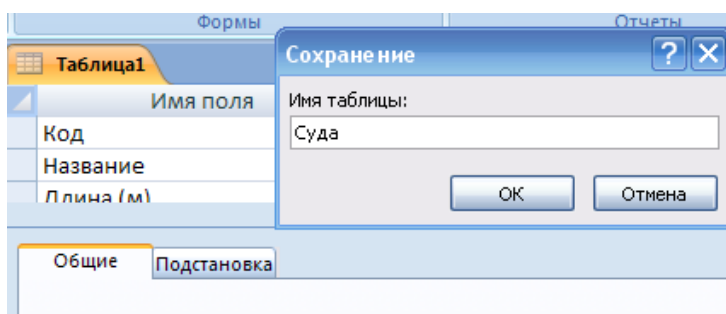 Формы
Отчеты
Таблица1
Сохранение
Имя поля
Имя таблицы:
Код
Суда
Название
Длина (м)
ОК
Отмена
Общие
Подстановка